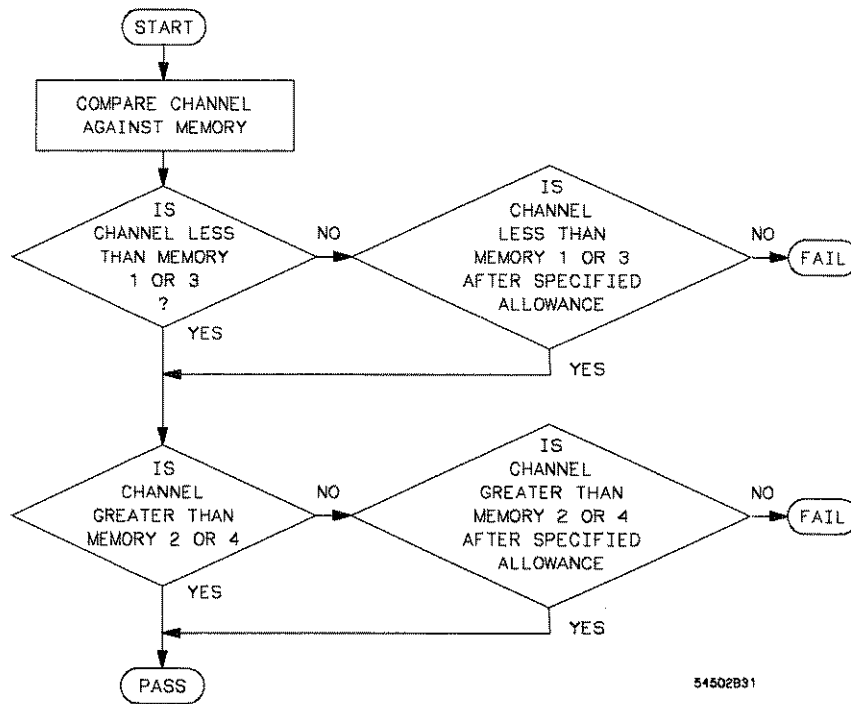 START
COMPARE CHANNEL
AGAINST MEMORY
IS
CHANNEL LESS
THAN MEMORY
1 OR 3
?
NO
YES
IS
CHANNEL
LESS THAN
MEMORY 1 OR 3
AFTER SPECIFIED
ALLOWANCE
NO
FAIL
YES
IS
CHANNEL
GREATER THAN
MEMORY 2 OR 4
NO
YES
IS
CHANNEL
GREATER THAN
MEMORY 2 OR 4
AFTER SPECIFIED
ALLOWANCE
NO
FAIL
YES
PASS
54502B31